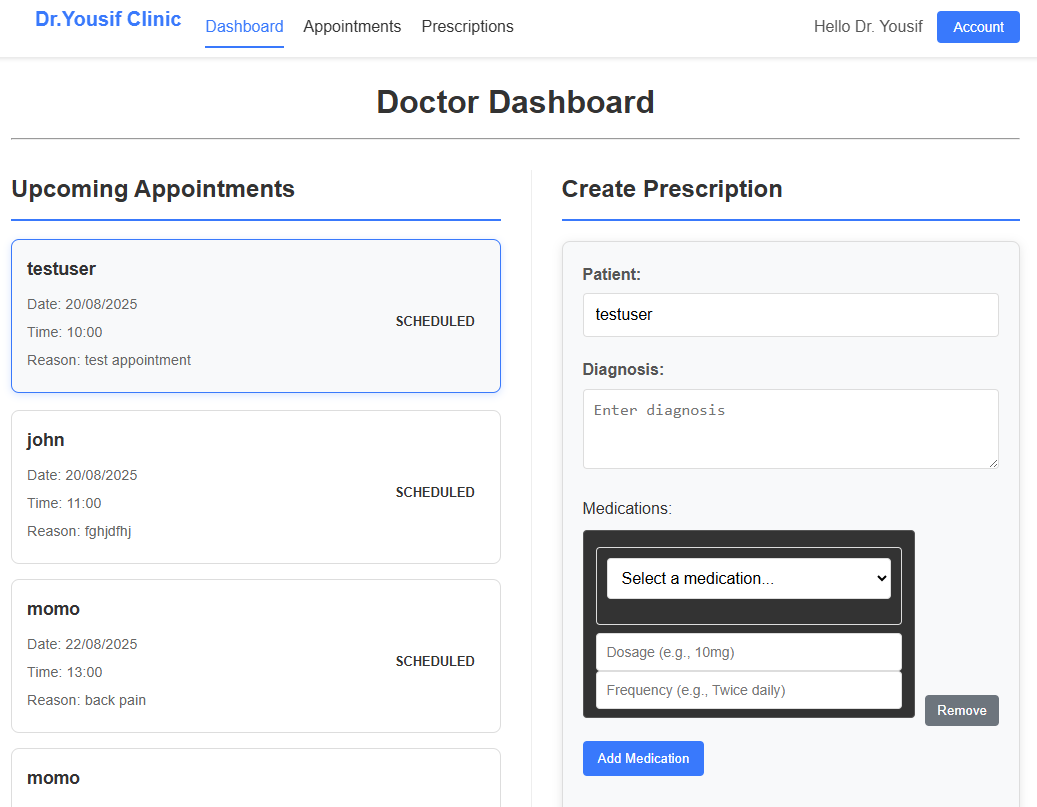 Dr.Yousif Clinic
Dashboard
Appointments
Prescriptions
Hello Dr. Yousif
Account
Doctor Dashboard
Upcoming Appointments
testuser
Date: 20/08/2025
Time: 10:00
Reason: test appointment
SCHEDULED
john
Date: 20/08/2025
Time: 11:00
Reason: fghjdfhj
SCHEDULED
momo
Date: 22/08/2025
Time: 13:00
Reason: back pain
SCHEDULED
momo
Create Prescription
Patient:
testuser
Diagnosis:
Enter diagnosis
Medications:
Select a medication...
Dosage (e.g., 10mg)
Frequency (e.g., Twice daily)
Remove
Add Medication